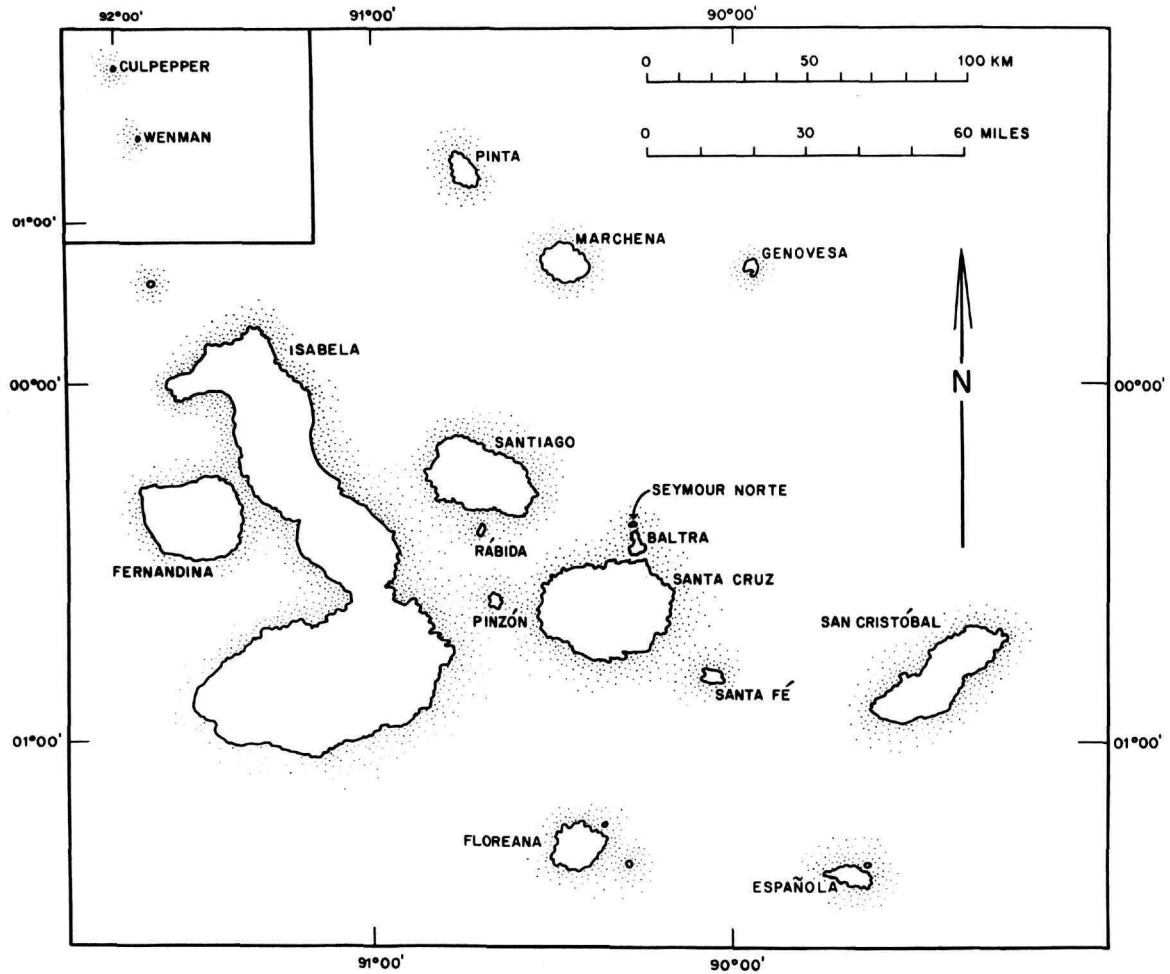 92°00'
91°00'
90°00'
CULPEPPER
WENMAN
0 50 100 KM
0 30 60 MILES
PINTA
01°00'
MARCHENA
GENOVESA
ISABELA
00°00'
N
00°00'
SANTIAGO
SEYMOUR NORTE
BALTRA
RÁBIDA
FERNANDINA
SANTA CRUZ
PINZÓN
SAN CRISTÓBAL
SANTA FÉ
01°00'
01°00'
FLOREANA
ESPAÑOLA
91°00'
90°00'